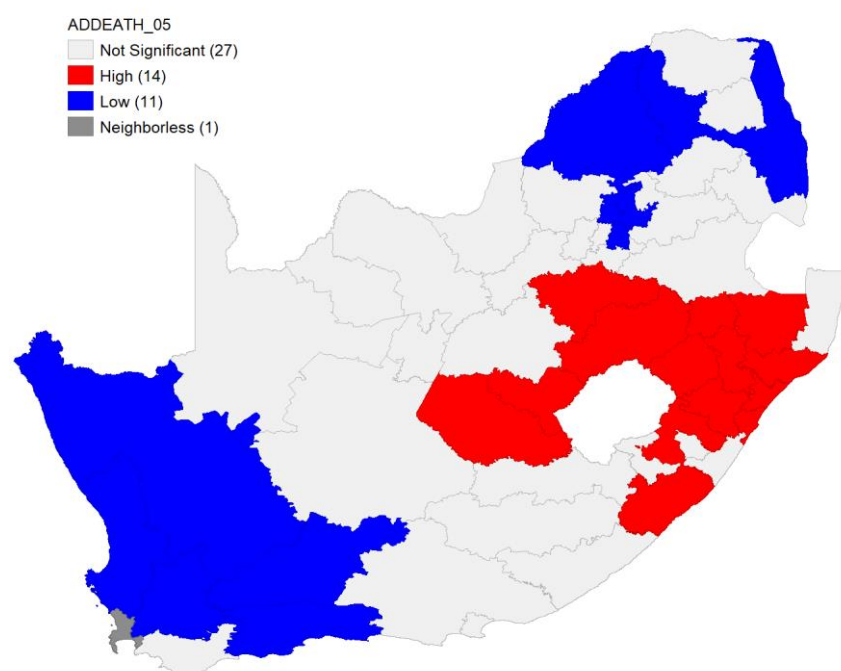 ADDEATH_05
Not Significant (27)
High (14)
Low (11)
Neighborless (1)